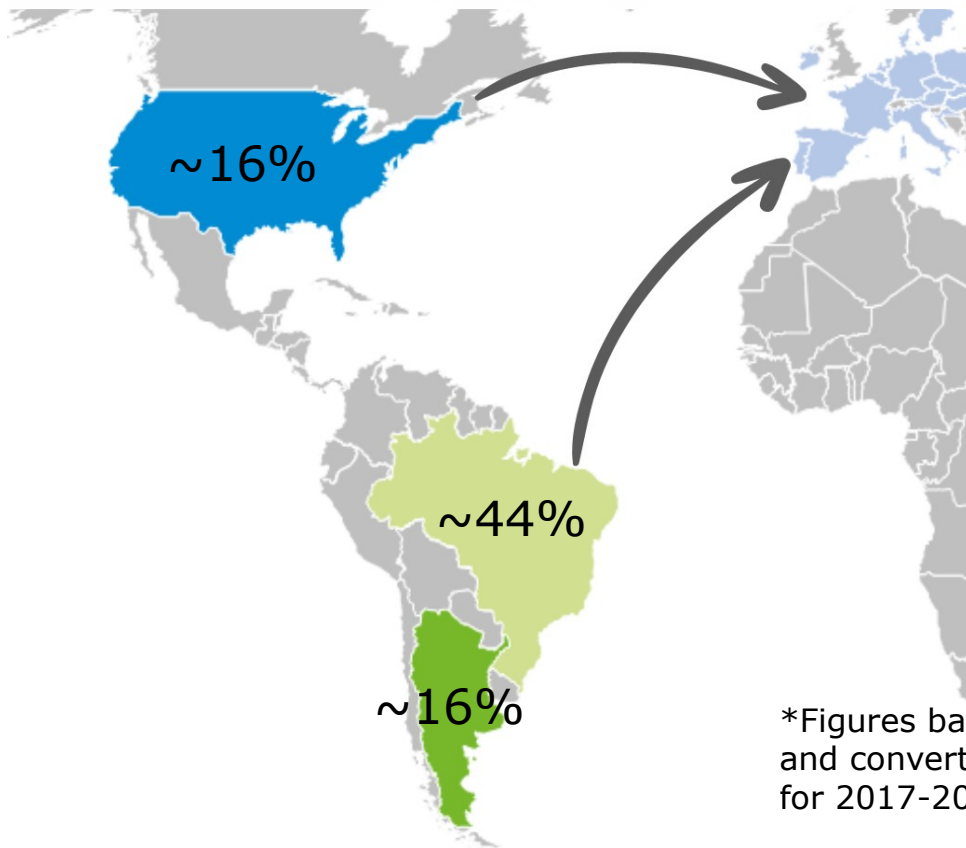 ~16%
~44%
~16%
*Figures ba
and convert
for 2017-20